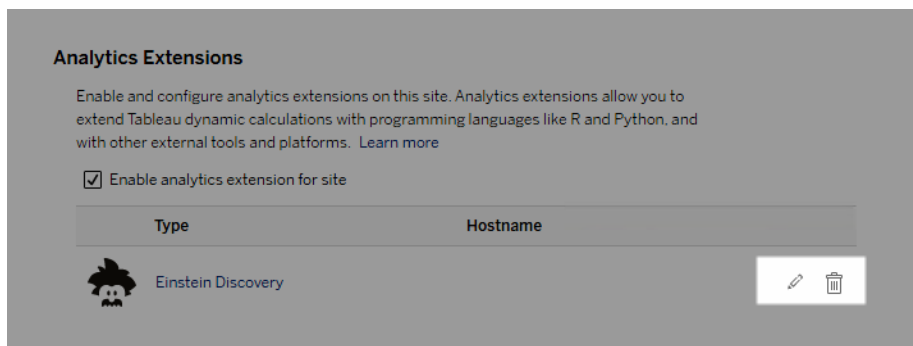 Analytics Extensions
Enable and configure analytics extensions on this site. Analytics extensions allow you to
extend Tableau dynamic calculations with programming languages like R and Python, and
with other external tools and platforms. Learn more
Enable analytics extension for site
Type Hostname
Einstein Discovery